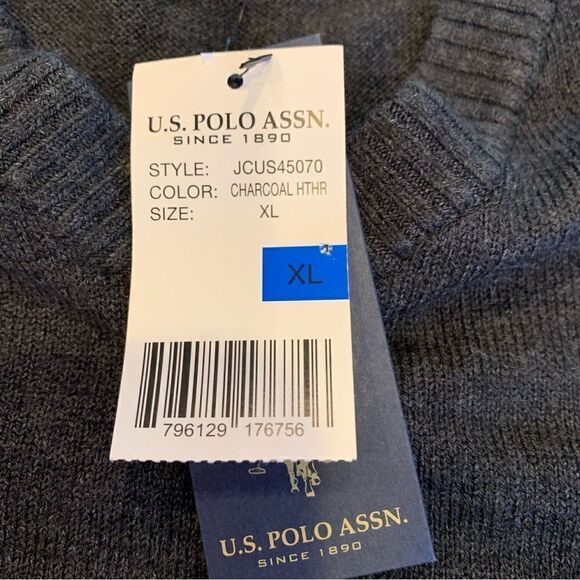 U.S. POLO ASSN.
SINCE 1890
STYLE: JCUS45070
COLOR: CHARCOAL HTHR
SIZE: XL
XL
796129 176756
U.S. POLO ASSN.
SINCE 1890